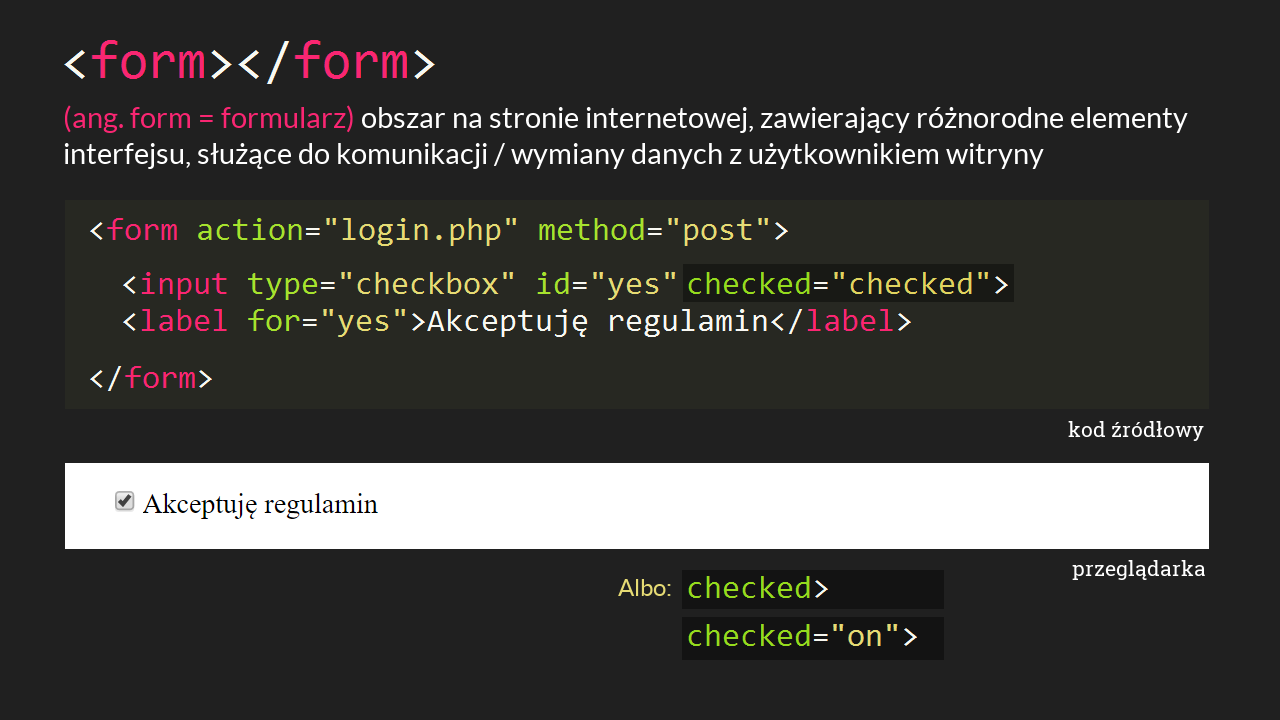 <form></form>
(ang. form = formularz) obszar na stronie internetowej, zawierający różnorodne elementy
interfejsu, służące do komunikacji / wymiany danych z użytkownikiem witryny
<form action="login.php" method="post">
<input type="checkbox" id="yes" checked="checked">
<label for="yes">Akceptuję regulamin</label>
</form>
kod źródłowy
Akceptuję regulamin
przeglądarka
Albo: checked>
checked="on">